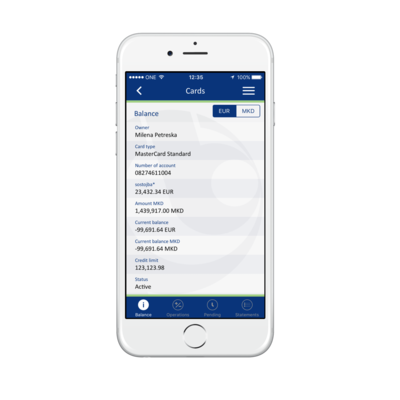 ONE 12:35 100%
Cards
Balance EUR MKD
Owner
Milena Petreska
Card type
MasterCard Standard
Number of account
08274611004
sostojba*
23,432.34 EUR
Amount MKD
1,439,917.00 MKD
Current balance
-99,691.64 EUR
Current balance MKD
-99,691.64 MKD
Credit limit
123,123.98
Status
Active
Balance Operations Pending Statements